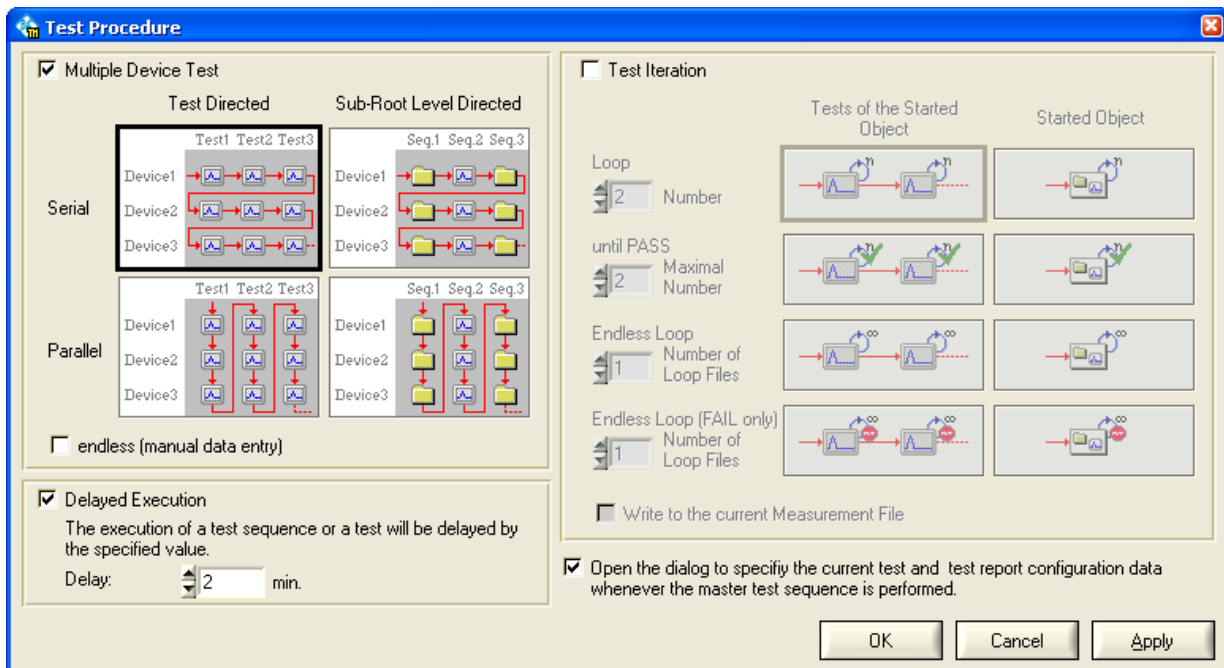 Test Procedure
Multiple Device Test
Test Directed
Sub-Root Level Directed
Serial
Test1 Test2 Test3
Device1
Device2
Device3
Seq.1 Seq.2 Seq.3
Device1
Device2
Device3
Parallel
Test1 Test2 Test3
Device1
Device2
Device3
Seq.1 Seq.2 Seq.3
Device1
Device2
Device3
endless (manual data entry)
Delayed Execution
The execution of a test sequence or a test will be delayed by
the specified value.
Delay: 2 min.
Test Iteration
Tests of the Started
Object
Started Object
Loop
2 Number
n n
n
until PASS
2 Maximal
Number
n n
n
Endless Loop
1 Number of
Loop Files
∞ ∞
∞
Endless Loop (FAIL only)
1 Number of
Loop Files
∞ ∞
∞
Write to the current Measurement File
Open the dialog to specifiy the current test and test report configuration data
whenever the master test sequence is performed.
OK
Cancel
Apply